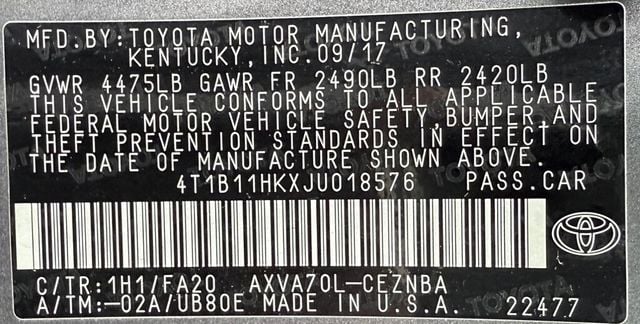 MFD.BY:TOYOTA MOTOR MANUFACTURING,
KENTUCKY, INC.09/17
GVWR 4475LB GAWR FR 2490LB RR 2420LB
THIS VEHICLE CONFORMS TO ALL APPLICABLE
FEDERAL MOTOR VEHICLE SAFETY, BUMPER AND
THEFT PREVENTION STANDARDS IN EFFECT ON
THE DATE OF MANUFACTURE SHOWN ABOVE.
4T1B11HKXJU018576 PASS.CAR
C/TR:1H1/FA20 AXVA70L-CEZNBA
A/TM:-02A/UB80E MADE IN U.S.A. 22477